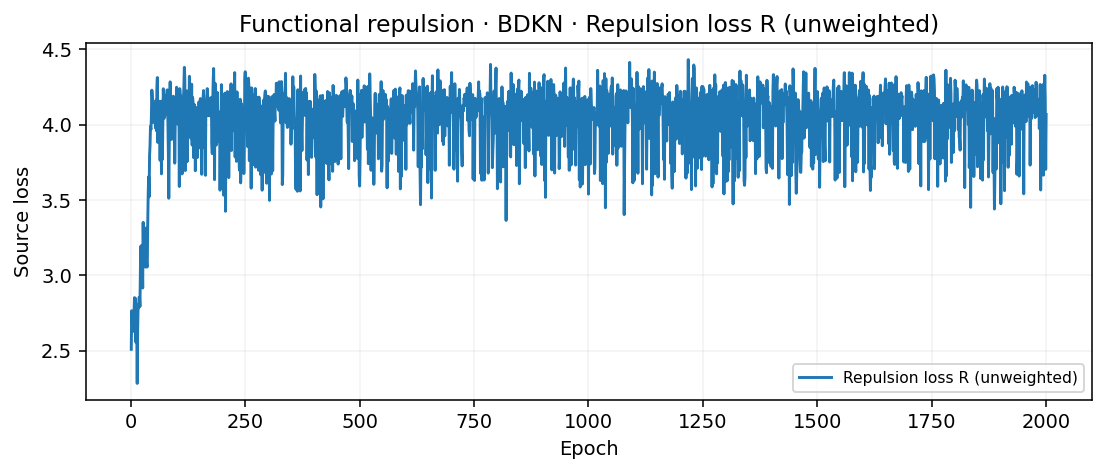 Functional repulsion · BDKN · Repulsion loss R (unweighted)
4.5
4.0
3.5
3.0
2.5
Source loss
Repulsion loss R (unweighted)
0 250 500 750 1000 1250 1500 1750 2000
Epoch